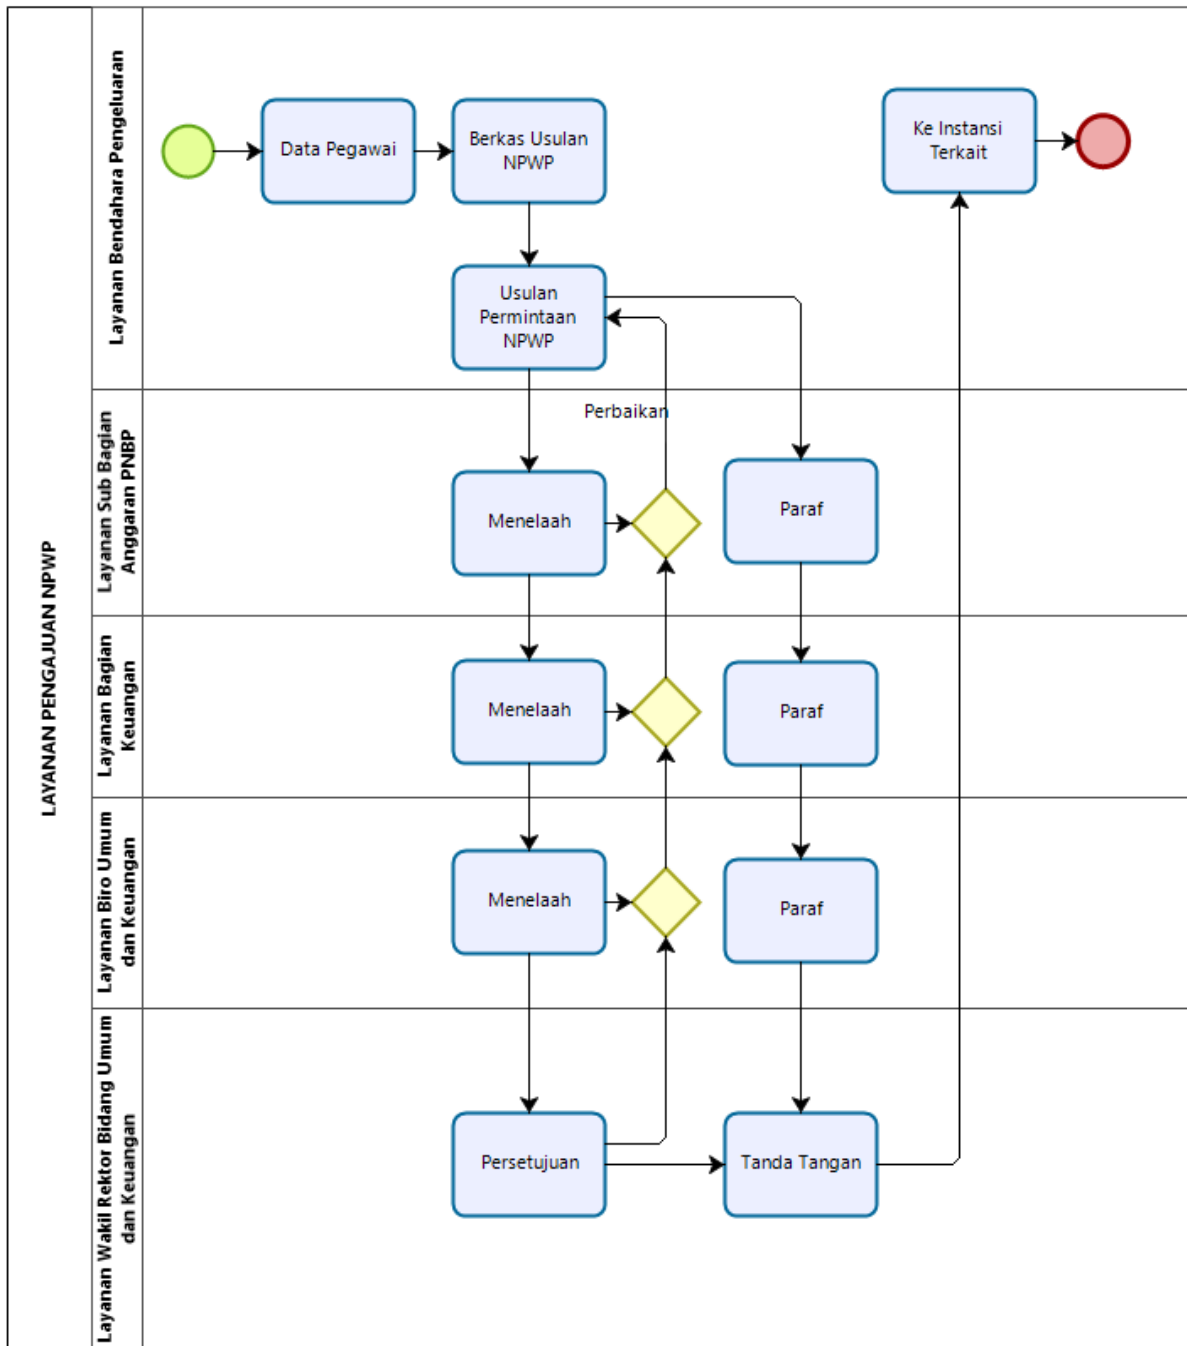 LAYANAN PENGAJUAN NPWP
Layanan Bendahara Pengeluaran
Data Pegawai
Berkas Usulan
NPWP
Ke Instansi
Terkait
Usulan
Permintaan
NPWP
Layanan Sub Bagian
Anggaran PNBP
Perbaikan
Menelaah
Paraf
Layanan Bagian
Keuangan
Menelaah
Paraf
Layanan Biro Umum
dan Keuangan
Menelaah
Paraf
Layanan Wakil Rektor Bidang Umum
dan Keuangan
Persetujuan
Tanda Tangan